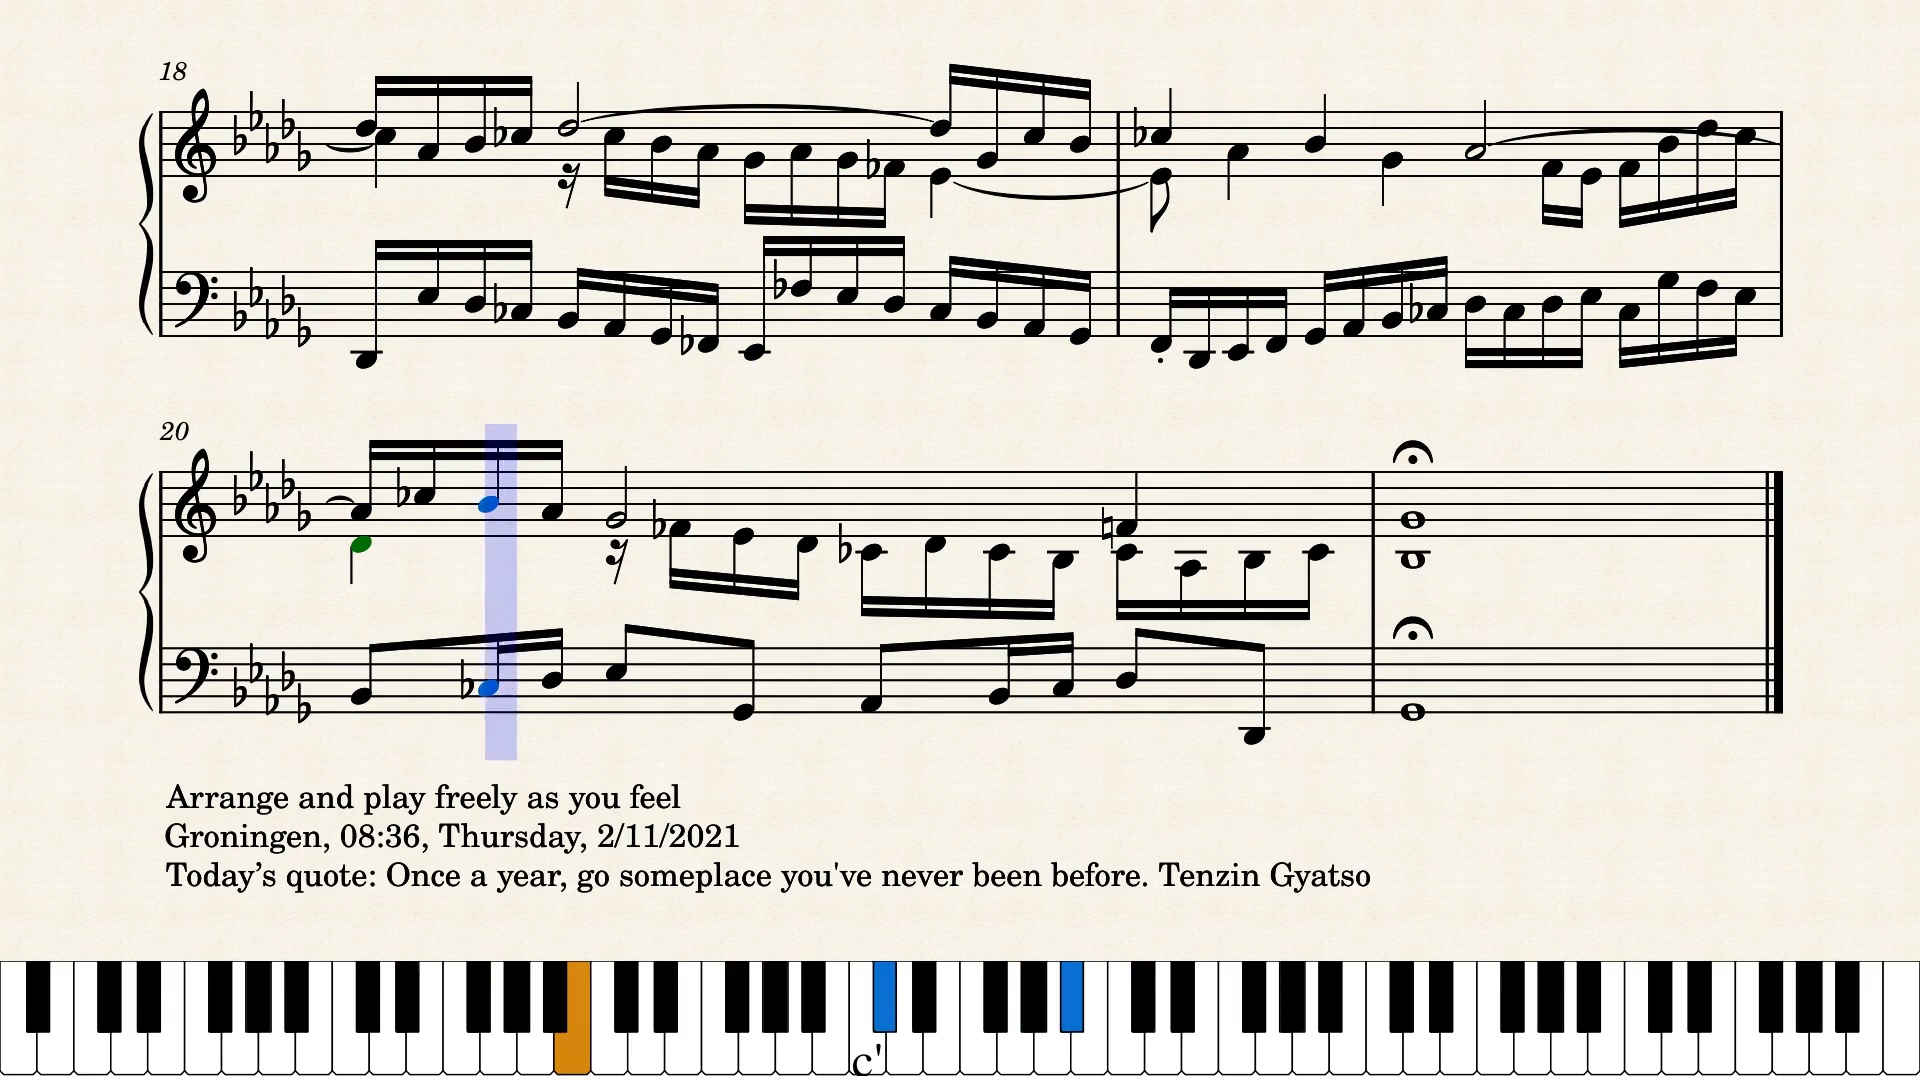 18
20
Arrange and play freely as you feel
Groningen, 08:36, Thursday, 2/11/2021
Today’s quote: Once a year, go someplace you've never been before. Tenzin Gyatso
c'